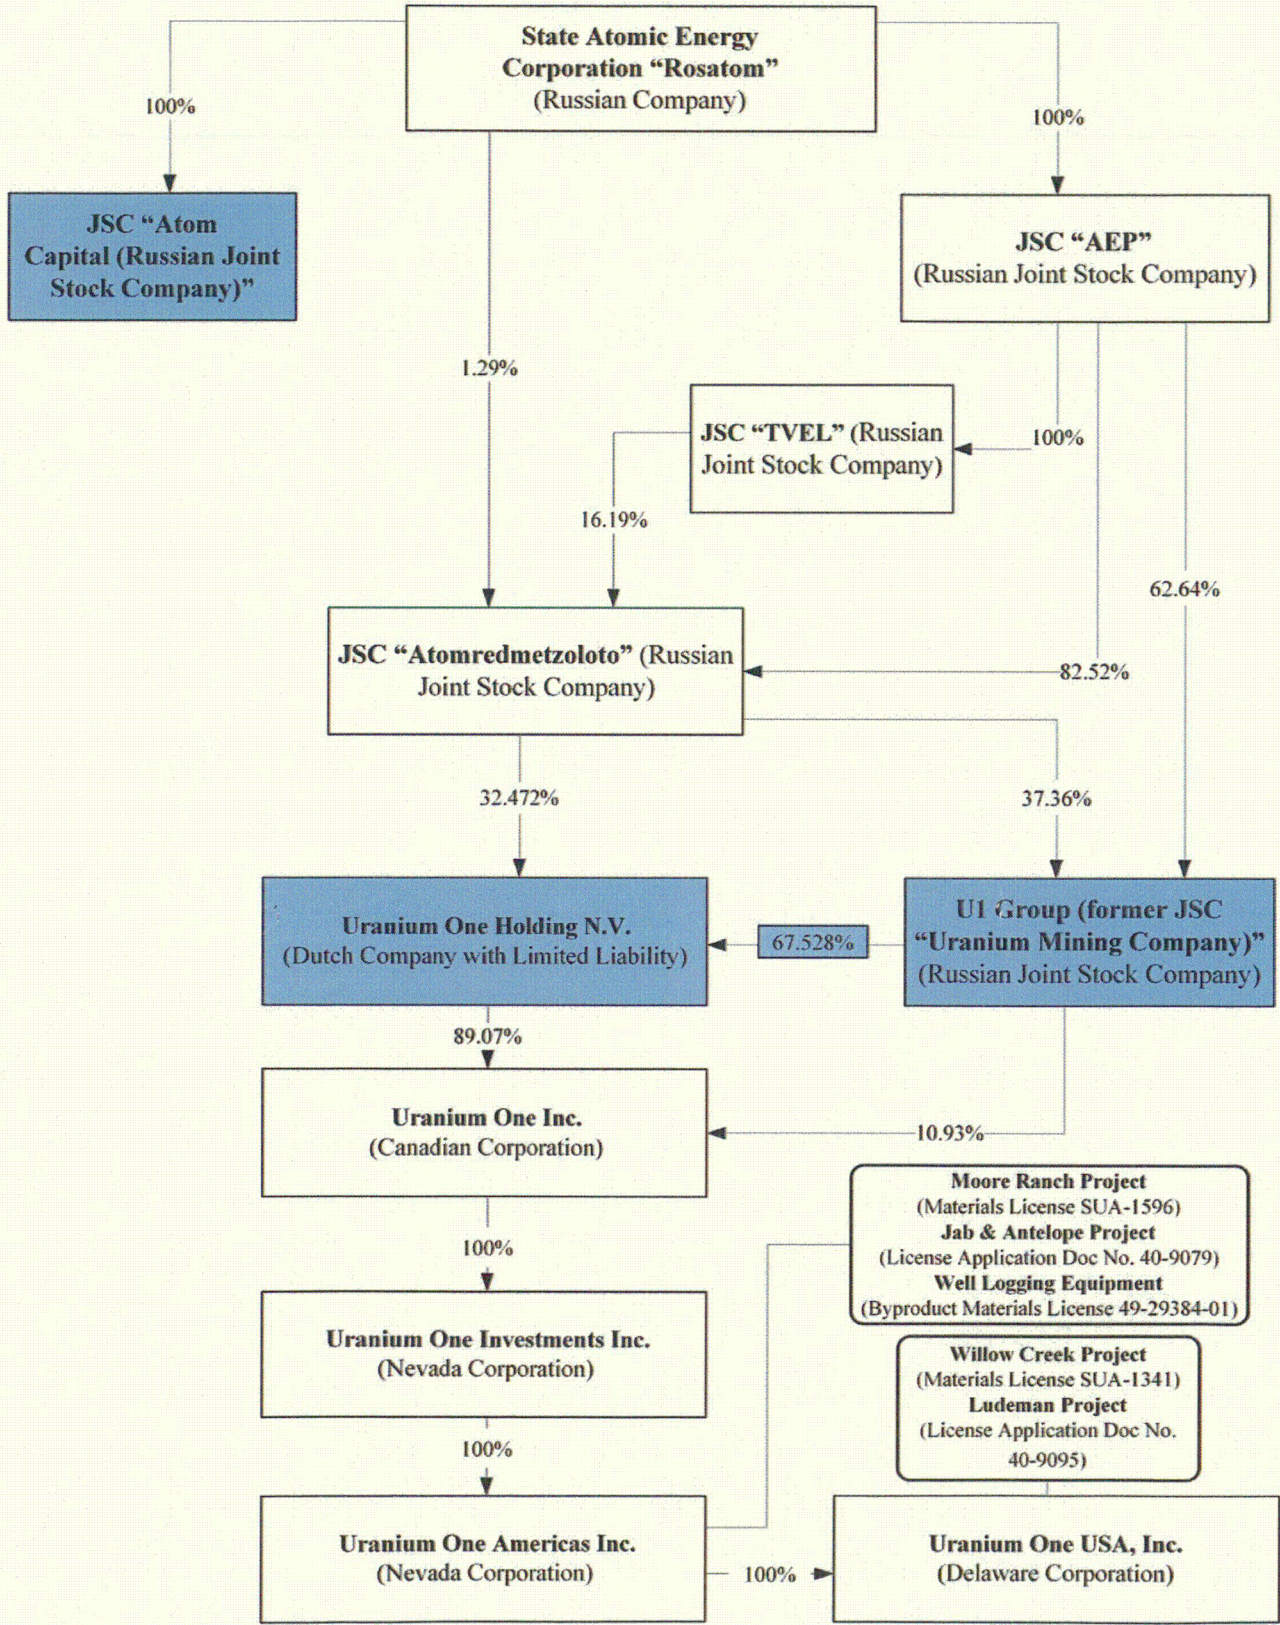 State Atomic Energy
Corporation “Rosatom”
(Russian Company)
100%
100%
JSC “Atom
Capital (Russian Joint
Stock Company)”
JSC “AEP”
(Russian Joint Stock Company)
1.29%
JSC “TVEL” (Russian
Joint Stock Company)
100%
16.19%
62.64%
JSC “Atomredmetzoloto” (Russian
Joint Stock Company)
82.52%
32.472%
37.36%
Uranium One Holding N.V.
(Dutch Company with Limited Liability)
67.528%
U1 Group (former JSC
“Uranium Mining Company)”
(Russian Joint Stock Company)
89.07%
Uranium One Inc.
(Canadian Corporation)
10.93%
Moore Ranch Project
(Materials License SUA-1596)
Jab & Antelope Project
(License Application Doc No. 40-9079)
Well Logging Equipment
(Byproduct Materials License 49-29384-01)
100%
Uranium One Investments Inc.
(Nevada Corporation)
Willow Creek Project
(Materials License SUA-1341)
Ludeman Project
(License Application Doc No.
40-9095)
100%
Uranium One Americas Inc.
(Nevada Corporation)
100%
Uranium One USA, Inc.
(Delaware Corporation)